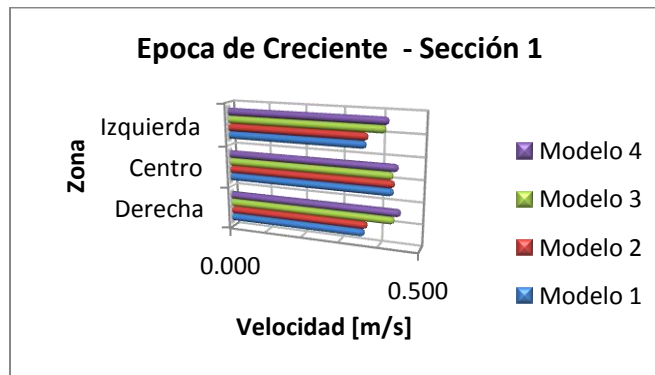 Epoca de Creciente - Sección 1
Zona
Izquierda
Centro
Derecha
0.000
0.500
Velocidad [m/s]
Modelo 4
Modelo 3
Modelo 2
Modelo 1